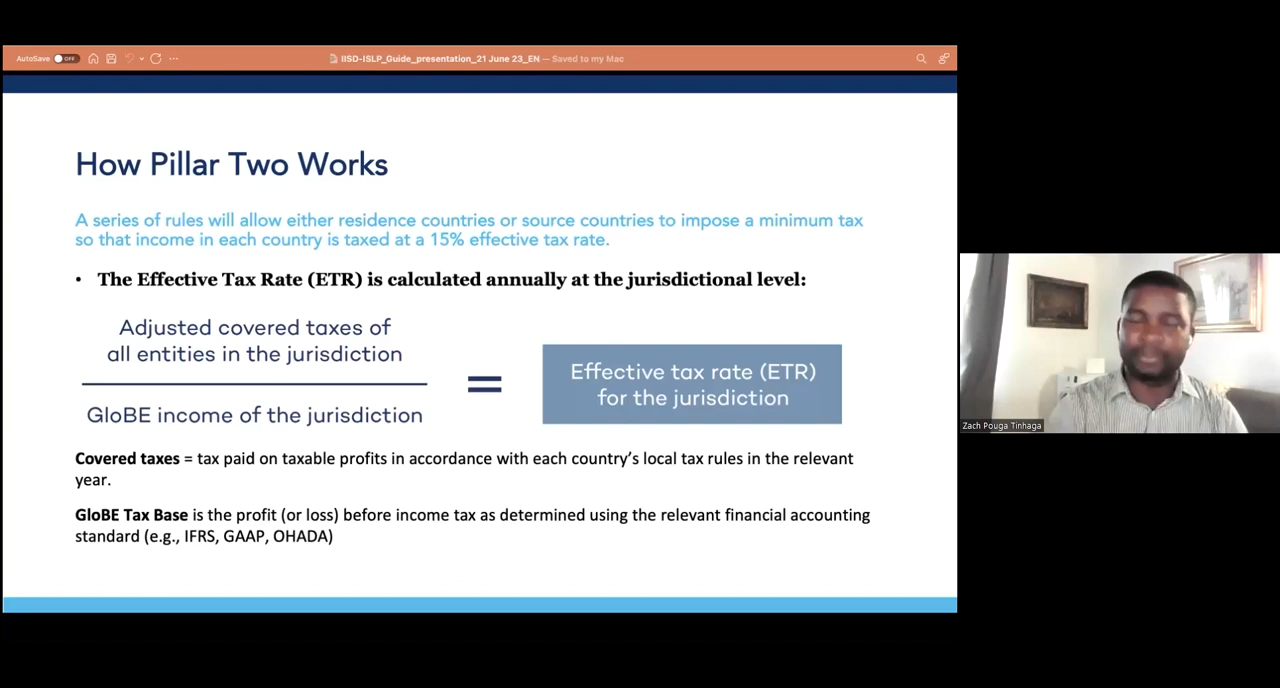 AutoSave OFF
IISD-ISLP_Guide_presentation_21 June 23_EN — Saved to my Mac
How Pillar Two Works
A series of rules will allow either residence countries or source countries to impose a minimum tax
so that income in each country is taxed at a 15% effective tax rate.
• The Effective Tax Rate (ETR) is calculated annually at the jurisdictional level:
Adjusted covered taxes of
all entities in the jurisdiction
GloBE income of the jurisdiction
=
Effective tax rate (ETR)
for the jurisdiction
Covered taxes = tax paid on taxable profits in accordance with each country's local tax rules in the relevant
year.
GloBE Tax Base is the profit (or loss) before income tax as determined using the relevant financial accounting
standard (e.g., IFRS, GAAP, OHADA)
Zach Pouga Tinhaga